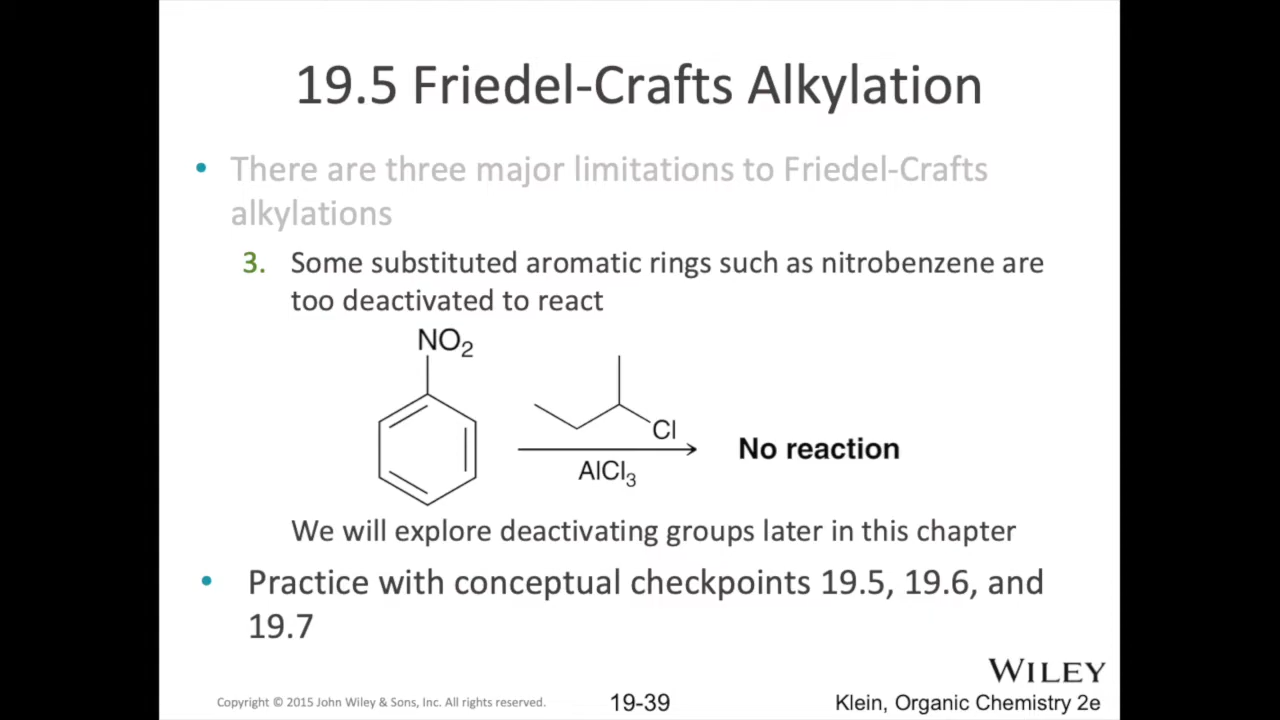 19.5 Friedel-Crafts Alkylation
• There are three major limitations to Friedel-Crafts
alkylations
3. Some substituted aromatic rings such as nitrobenzene are
too deactivated to react
NO₂
Cl
AlCl₃
No reaction
We will explore deactivating groups later in this chapter
• Practice with conceptual checkpoints 19.5, 19.6, and
19.7
WILEY
Copyright © 2015 John Wiley & Sons, Inc. All rights reserved.
19-39
Klein, Organic Chemistry 2e